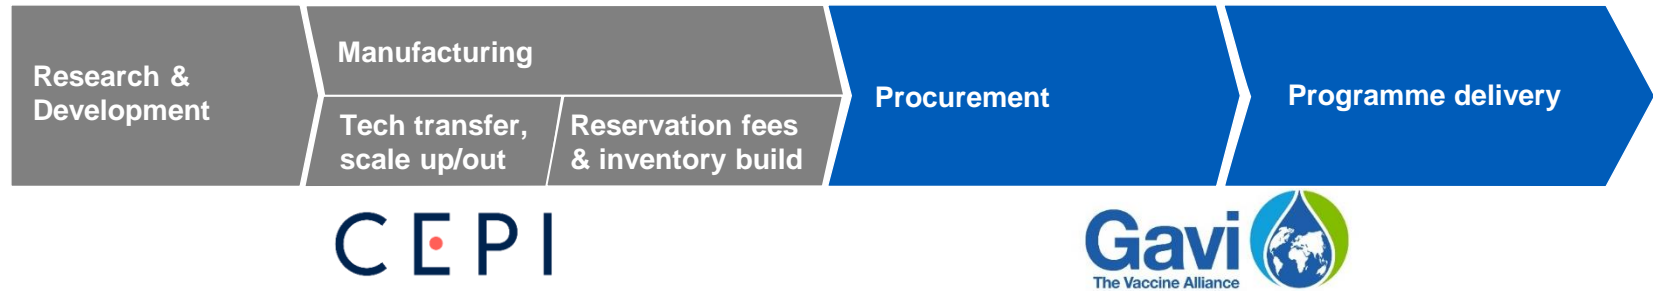 Research &
Development
Manufacturing
Tech transfer,
scale up/out
Reservation fees
& inventory build
Procurement
Programme delivery
CEPI
Gavi
The Vaccine Alliance